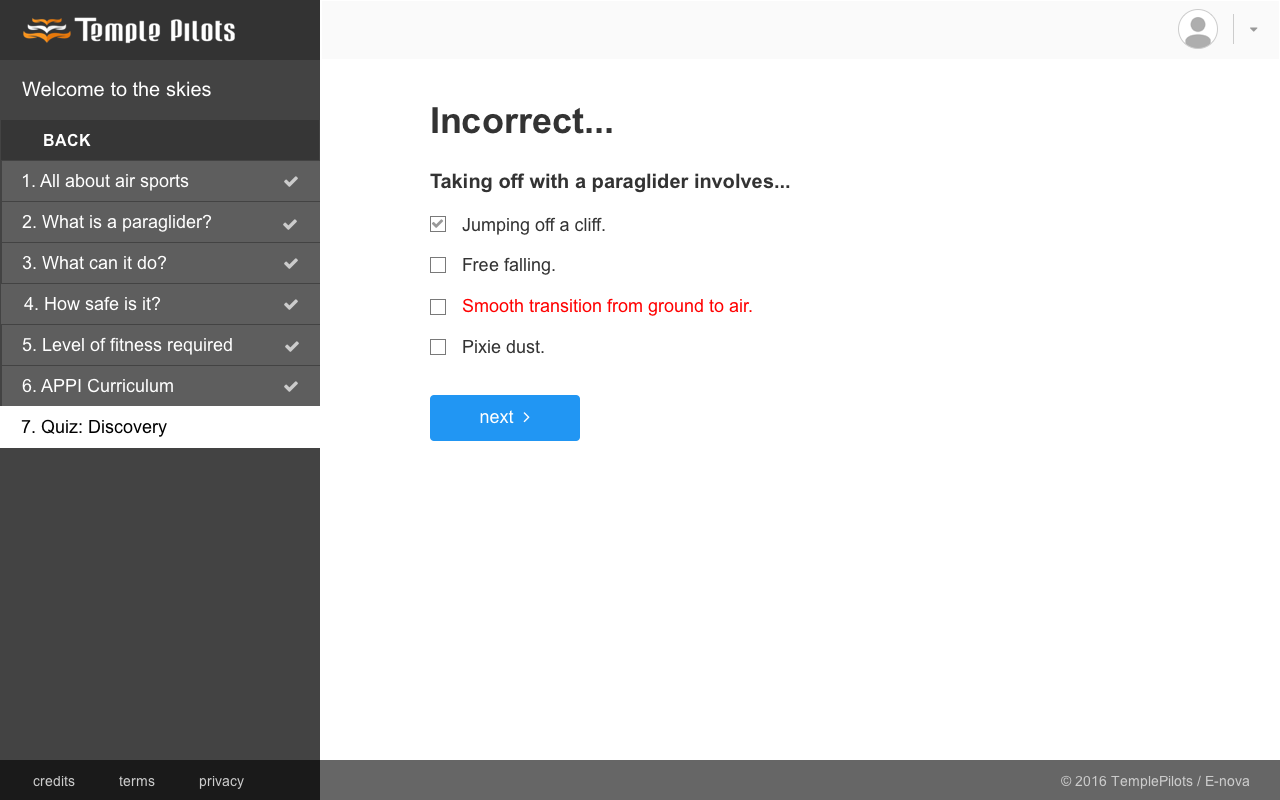 Temple Pilots
Welcome to the skies
BACK
1. All about air sports
2. What is a paraglider?
3. What can it do?
4. How safe is it?
5. Level of fitness required
6. APPI Curriculum
7. Quiz: Discovery
Incorrect...
Taking off with a paraglider involves...
Jumping off a cliff.
Free falling.
Smooth transition from ground to air.
Pixie dust.
next
credits terms privacy
© 2016 TemplePilots / E-nova